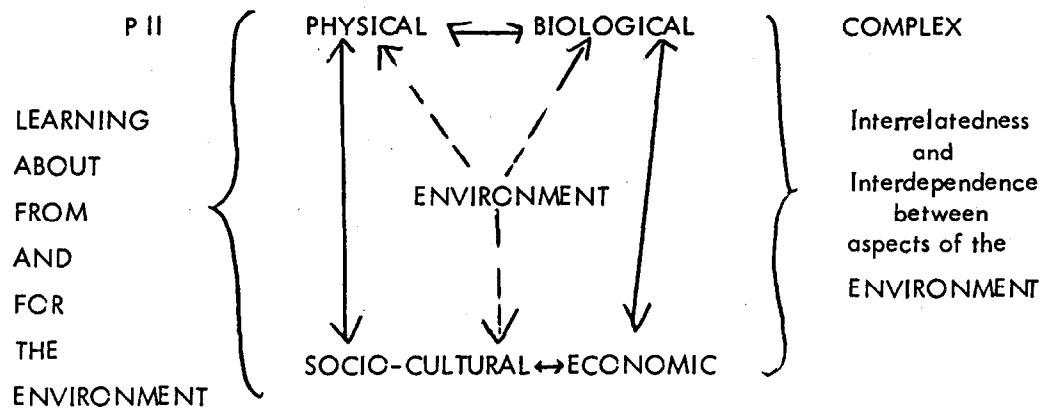 P II
LEARNING
ABOUT
FROM
AND
FOR
THE
ENVIRONMENT
PHYSICAL BIOLOGICAL
ENVIRONMENT
SOCIO-CULTURAL ECONOMIC
COMPLEX
Interrelatedness
and
Interdependence
between
aspects of the
ENVIRONMENT